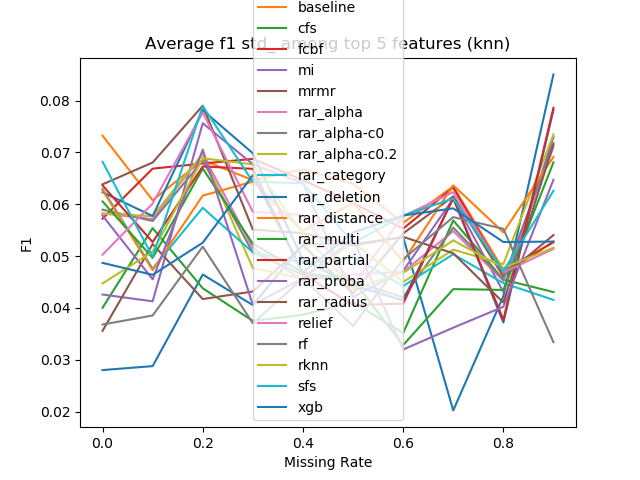 Average f1 std_ among top 5 features (knn)
F1
0.08
0.07
0.06
0.05
0.04
0.03
0.02
0.0
0.2
0.4
0.6
0.8
Missing Rate
baseline
cfs
fcbf
mi
mrmr
rar_alpha
rar_alpha-c0
rar_alpha-c0.2
rar_category
rar_deletion
rar_distance
rar_multi
rar_partial
rar_proba
rar_radius
relief
rf
rknn
sfs
xgb